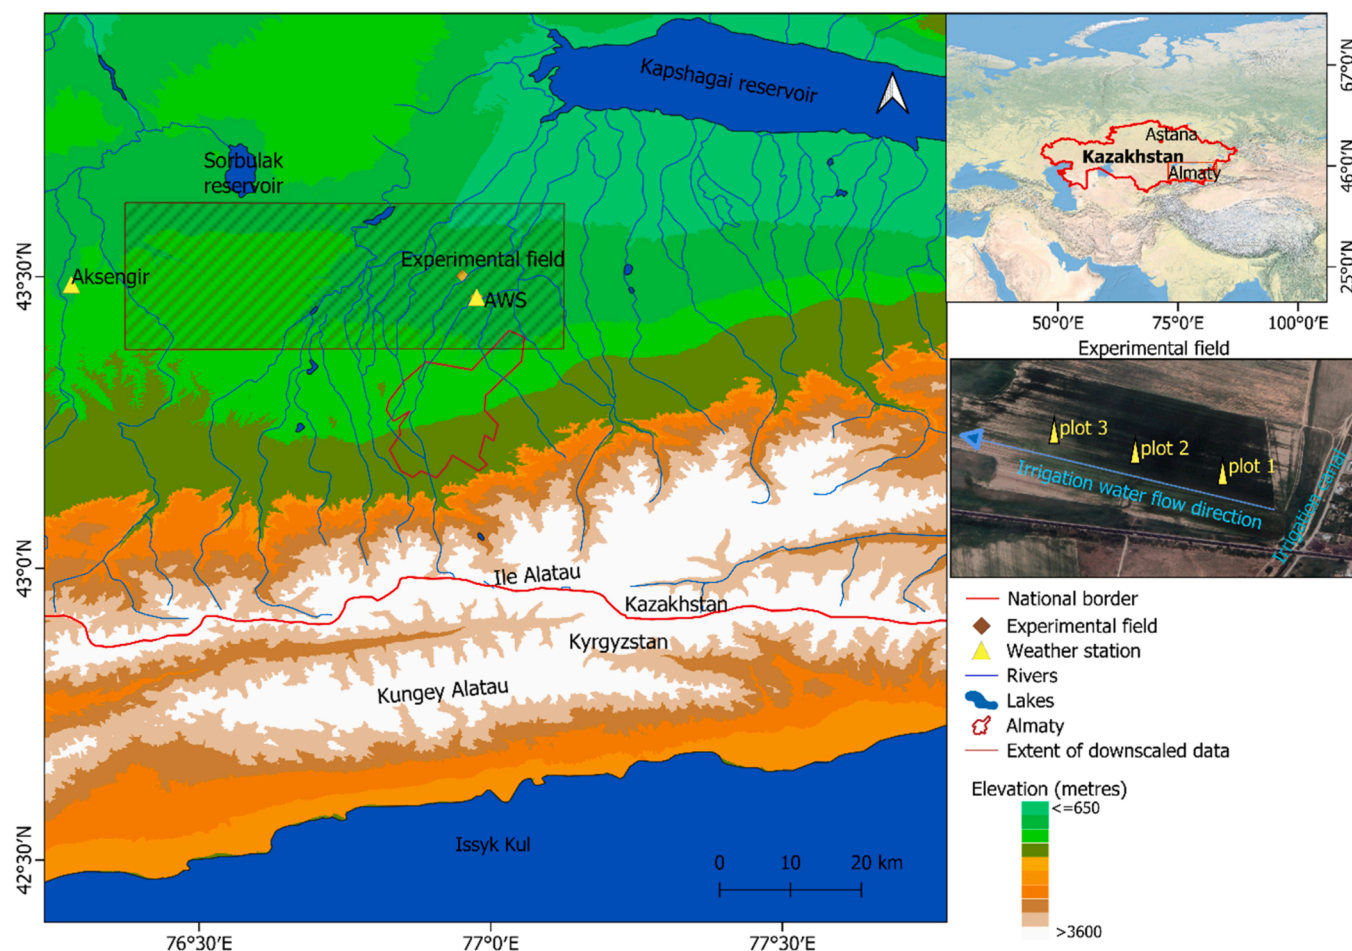 Kapshagai reservoir
Sorbulak
reservoir
Aksengir
Experimental field
AWS
Ile Alatau
Kazakhstan
Kyrgyzstan
Kungey Alatau
Issyk Kul
0 10 20 km
43°30'N
43°0'N
42°30'N
76°30'E
77°0'E
77°30'E
Astana
Kazakhstan
Almaty
67°0'N
46°0'N
25°0'N
50°0'E
75°0'E
100°0'E
Experimental field
plot 3
plot 2
plot 1
Irrigation water flow direction
Irrigation canal
National border
Experimental field
Weather station
Rivers
Lakes
Almaty
Extent of downscaled data
Elevation (metres)
<=650
>3600